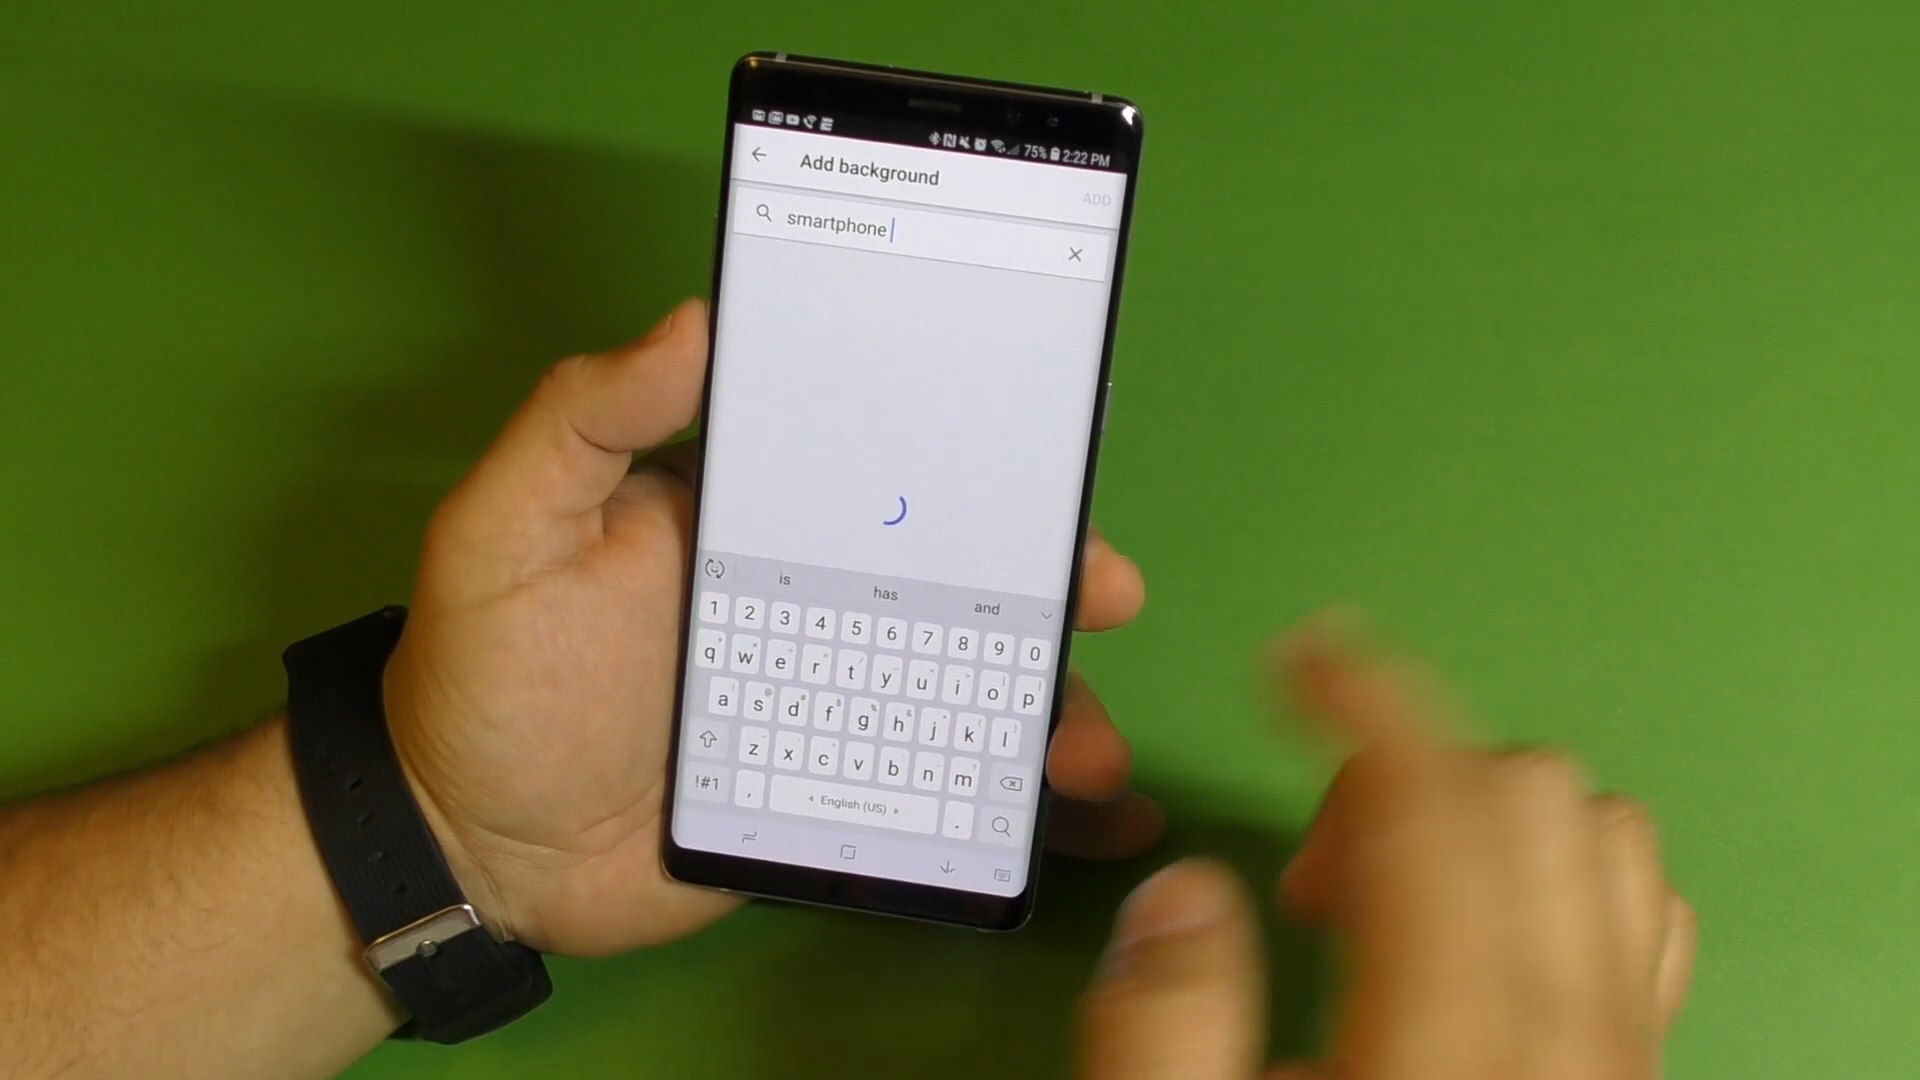 75% 2:22 PM
Add background
ADD
smartphone
is has and
1 2 3 4 5 6 7 8 9 0
q w e r t y u i o p
a s d f g h j k l
z x c v b n m
!#1 , English (US) .